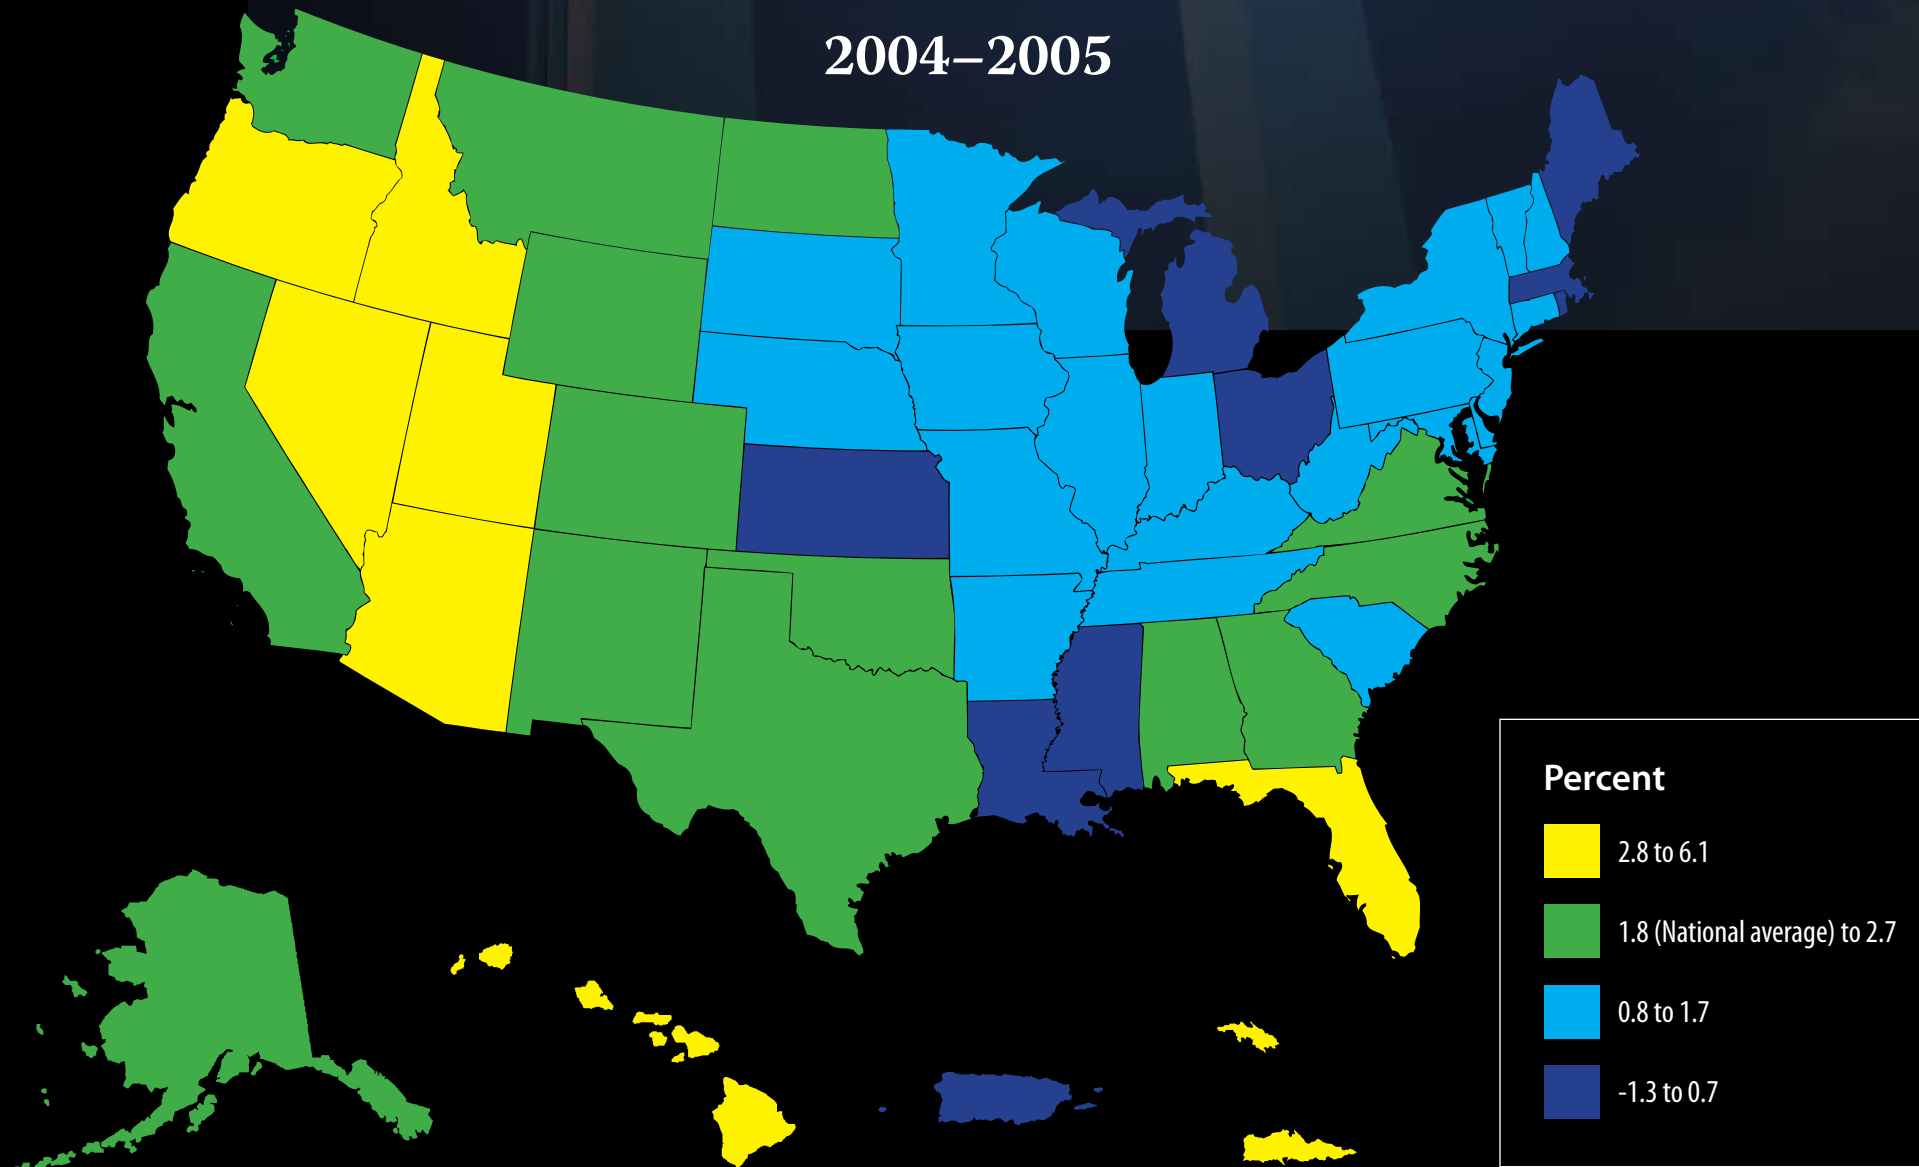 2004–2005
Percent
2.8 to 6.1
1.8 (National average) to 2.7
0.8 to 1.7
-1.3 to 0.7